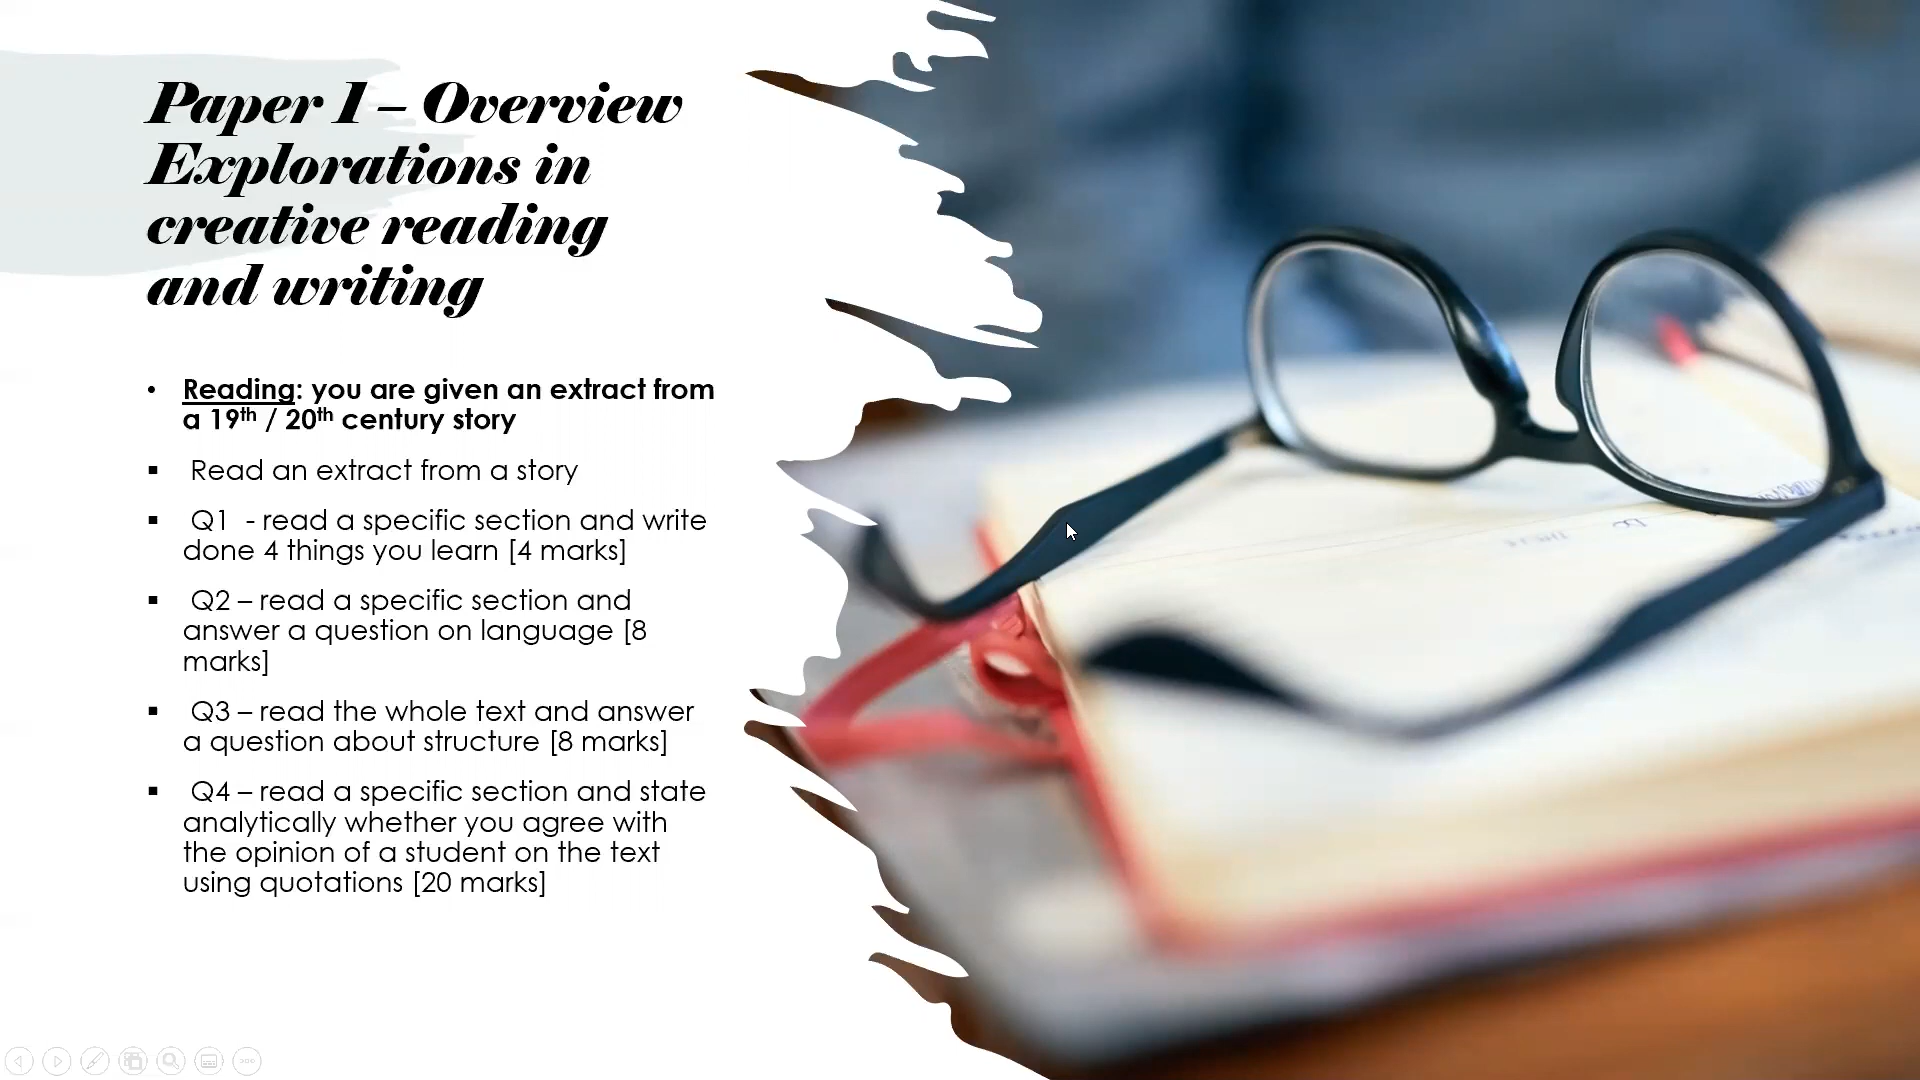 Paper 1 – Overview
Explorations in
creative reading
and writing
• Reading: you are given an extract from
a 19th / 20th century story
▪ Read an extract from a story
▪ Q1 - read a specific section and write
done 4 things you learn [4 marks]
▪ Q2 – read a specific section and
answer a question on language [8
marks]
▪ Q3 – read the whole text and answer
a question about structure [8 marks]
▪ Q4 – read a specific section and state
analytically whether you agree with
the opinion of a student on the text
using quotations [20 marks]